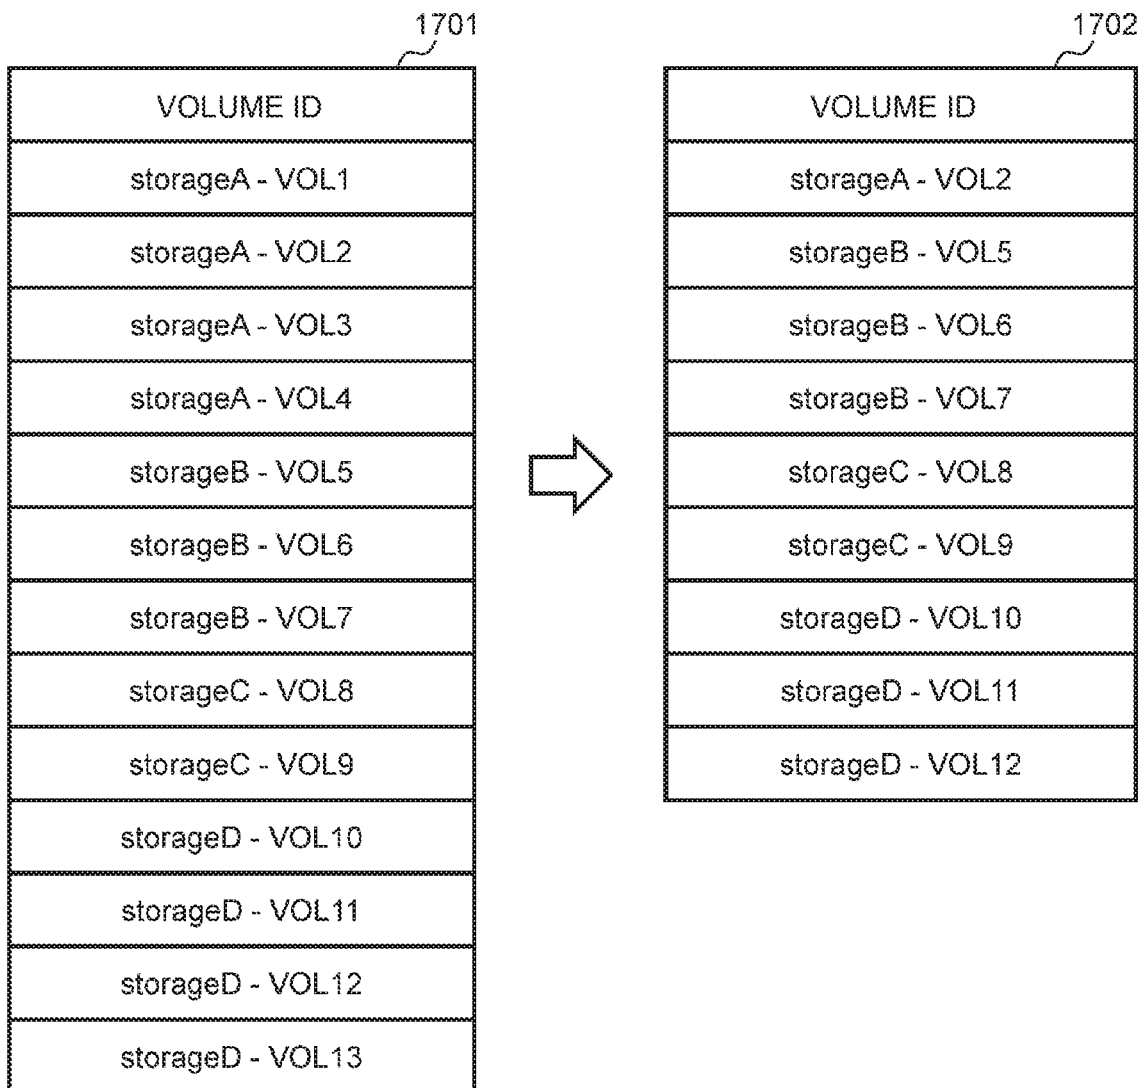 1701
VOLUME ID
storageA - VOL1
storageA - VOL2
storageA - VOL3
storageA - VOL4
storageB - VOL5
storageB - VOL6
storageB - VOL7
storageC - VOL8
storageC - VOL9
storageD - VOL10
storageD - VOL11
storageD - VOL12
storageD - VOL13
1702
VOLUME ID
storageA - VOL2
storageB - VOL5
storageB - VOL6
storageB - VOL7
storageC - VOL8
storageC - VOL9
storageD - VOL10
storageD - VOL11
storageD - VOL12